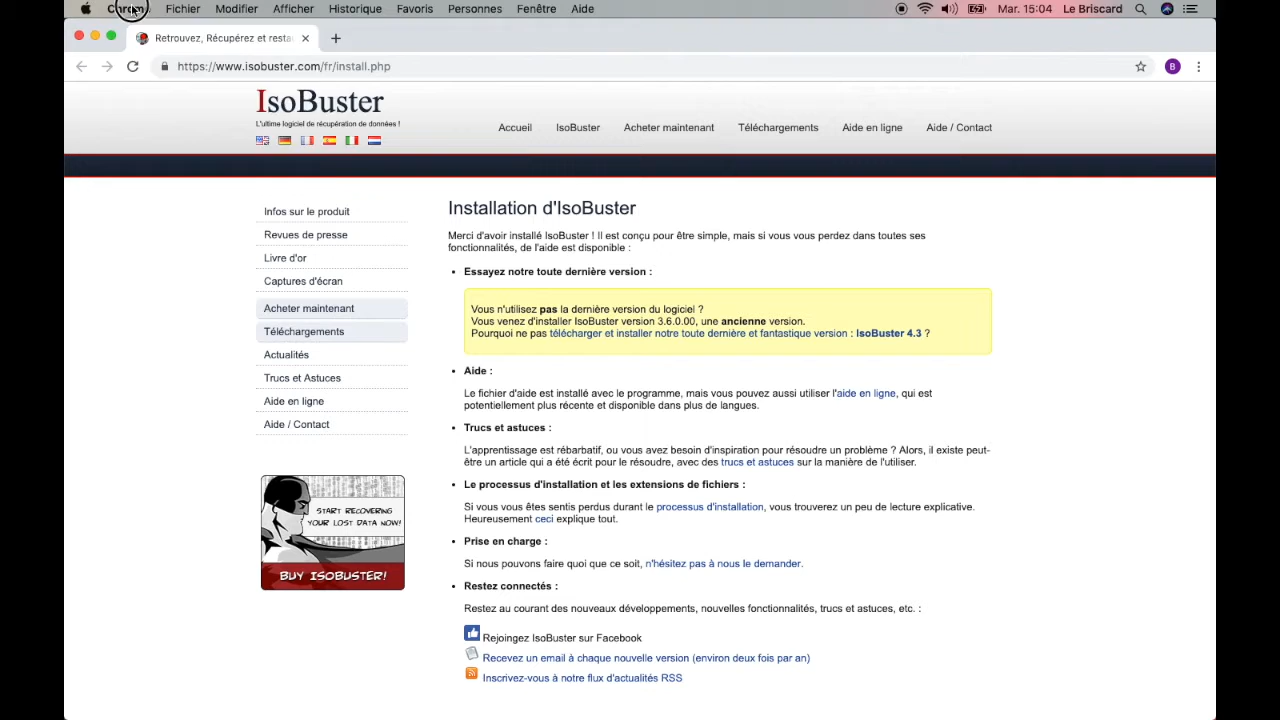 Chrome Fichier Modifier Afficher Historique Favoris Personnes Fenêtre Aide Mar. 15:04 Le Briscard
Retrouvez, Récupérez et resta
https://www.isobuster.com/fr/install.php
B
IsoBuster
L'ultime logiciel de récupération de données !
Accueil IsoBuster Acheter maintenant Téléchargements Aide en ligne Aide / Contact
Infos sur le produit
Revues de presse
Livre d'or
Captures d'écran
Acheter maintenant
Téléchargements
Actualités
Trucs et Astuces
Aide en ligne
Aide / Contact
START RECOVERING
YOUR LOST DATA NOW!
BUY ISOBUSTER!
Installation d'IsoBuster
Merci d'avoir installé IsoBuster ! Il est conçu pour être simple, mais si vous vous perdez dans toutes ses
fonctionnalités, de l'aide est disponible :
• Essayez notre toute dernière version :
Vous n'utilisez pas la dernière version du logiciel ?
Vous venez d'installer IsoBuster version 3.6.0.00, une ancienne version.
Pourquoi ne pas télécharger et installer notre toute dernière et fantastique version : IsoBuster 4.3 ?
• Aide :
Le fichier d'aide est installé avec le programme, mais vous pouvez aussi utiliser l'aide en ligne, qui est
potentiellement plus récente et disponible dans plus de langues.
• Trucs et astuces :
L'apprentissage est rébarbatif, ou vous avez besoin d'inspiration pour résoudre un problème ? Alors, il existe peut-
être un article qui a été écrit pour le résoudre, avec des trucs et astuces sur la manière de l'utiliser.
• Le processus d'installation et les extensions de fichiers :
Si vous vous êtes sentis perdus durant le processus d'installation, vous trouverez un peu de lecture explicative.
Heureusement ceci explique tout.
• Prise en charge :
Si nous pouvons faire quoi que ce soit, n'hésitez pas à nous le demander.
• Restez connectés :
Restez au courant des nouveaux développements, nouvelles fonctionnalités, trucs et astuces, etc. :
Rejoingez IsoBuster sur Facebook
Recevez un email à chaque nouvelle version (environ deux fois par an)
Inscrivez-vous à notre flux d'actualités RSS